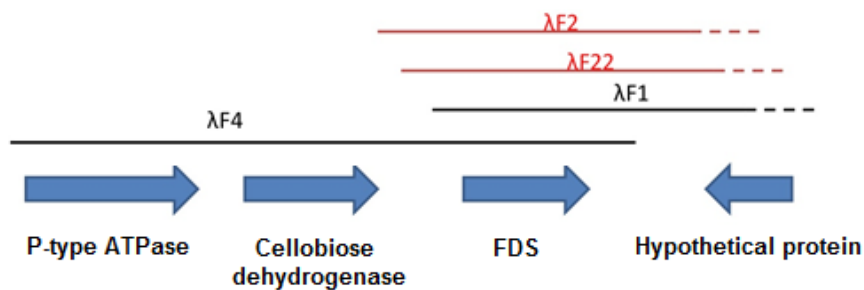 λF2
λF22
λF1
λF4
P-type ATPase
Cellobiose
dehydrogenase
FDS
Hypothetical protein